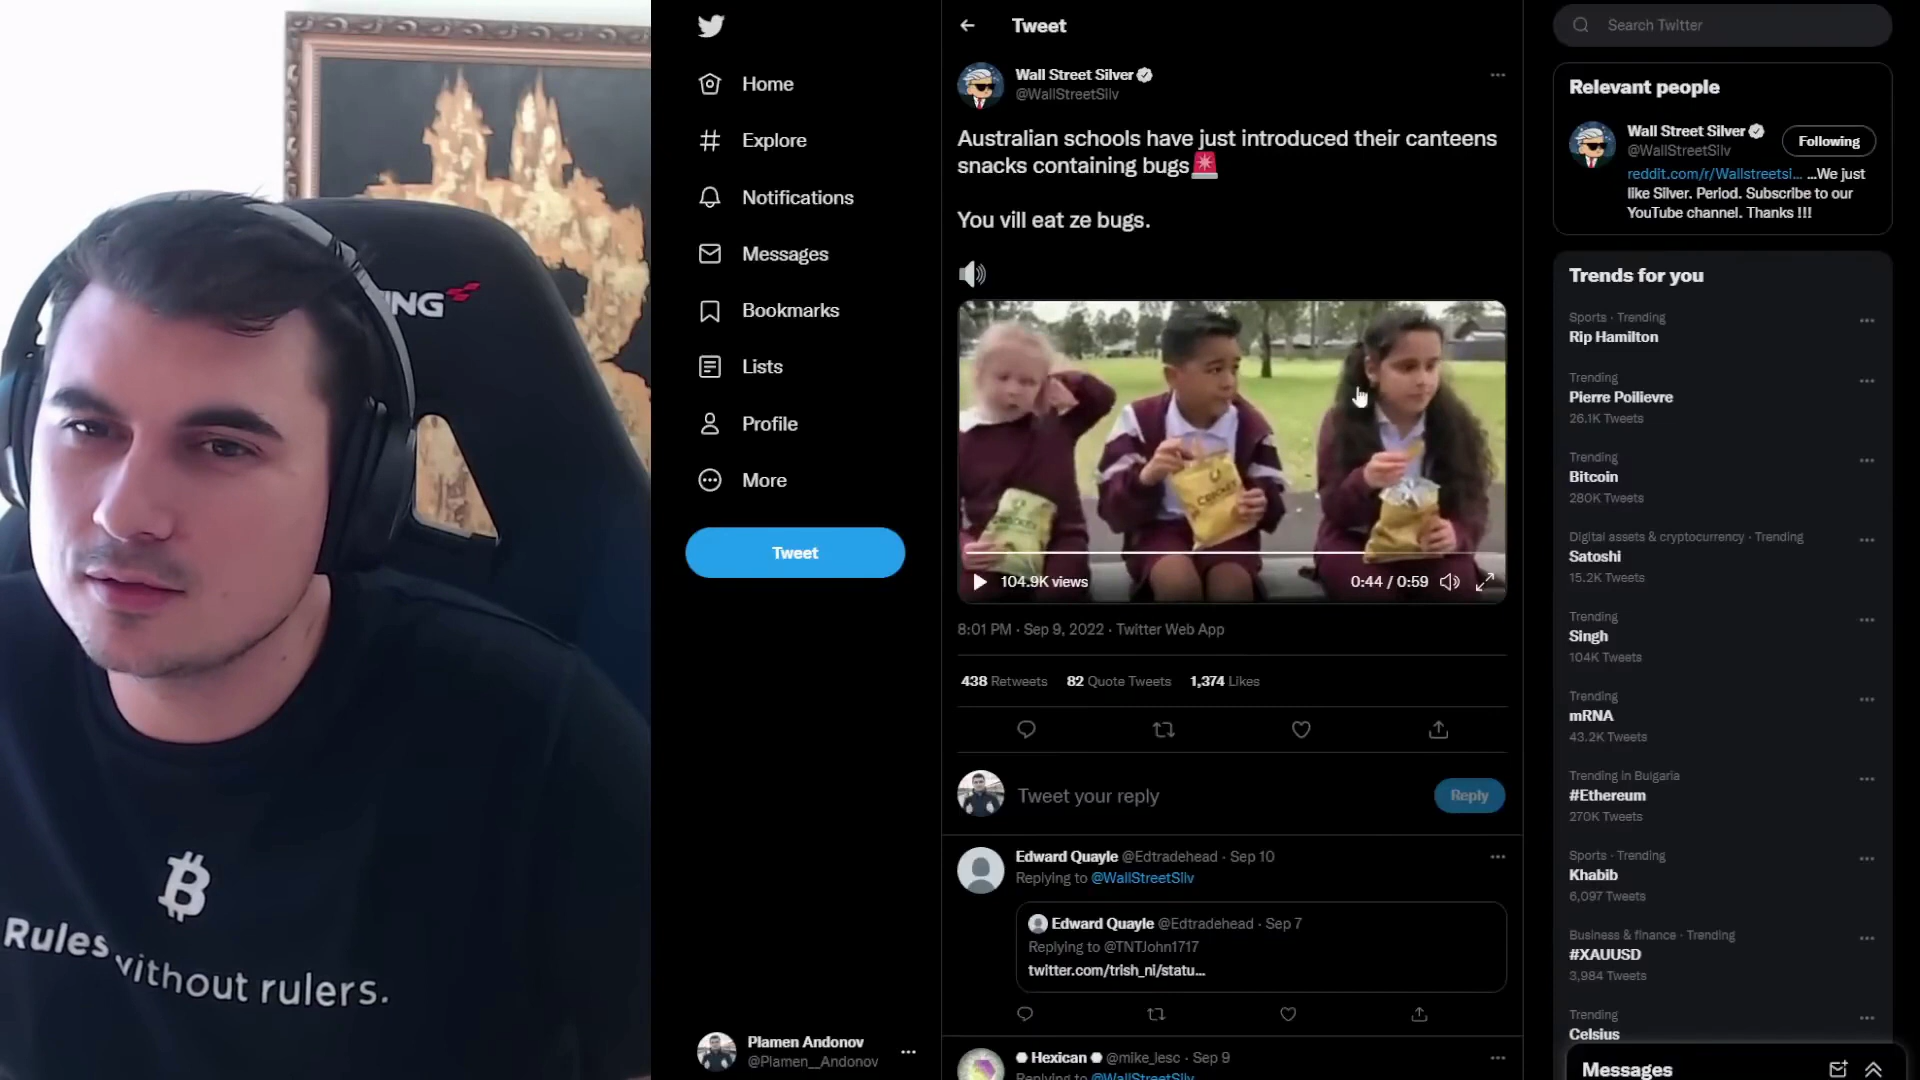 Tweet
Search Twitter
Wall Street Silver
@WallStreetSilv
Home
Explore
Notifications
Messages
Bookmarks
Lists
Profile
More
Tweet
Australian schools have just introduced their canteens
snacks containing bugs
You vill eat ze bugs.
104.9K views
0:44 / 0:59
8:01 PM · Sep 9, 2022 · Twitter Web App
438 Retweets 82 Quote Tweets 1,374 Likes
Tweet your reply
Reply
Edward Quayle @Edtradehead · Sep 10
Replying to @WallStreetSilv
Edward Quayle @Edtradehead · Sep 7
Replying to @TNTJohn1717
twitter.com/trish_ni/statu...
Hexican @mike_lesc · Sep 9
Replying to @WallStreetSilv
Relevant people
Wall Street Silver
@WallStreetSilv
Following
reddit.com/r/Wallstreetsi... ...We just
like Silver. Period. Subscribe to our
YouTube channel. Thanks !!!
Trends for you
Sports · Trending
Rip Hamilton
Trending
Pierre Poilievre
26.1K Tweets
Trending
Bitcoin
280K Tweets
Digital assets & cryptocurrency · Trending
Satoshi
15.2K Tweets
Trending
Singh
104K Tweets
Trending
mRNA
43.2K Tweets
Trending in Bulgaria
#Ethereum
270K Tweets
Sports · Trending
Khabib
6,097 Tweets
Business & finance · Trending
#XAUUSD
3,984 Tweets
Trending
Celsius
Messages
Plamen Andonov
@Plamen__Andonov
Rules
without rulers.